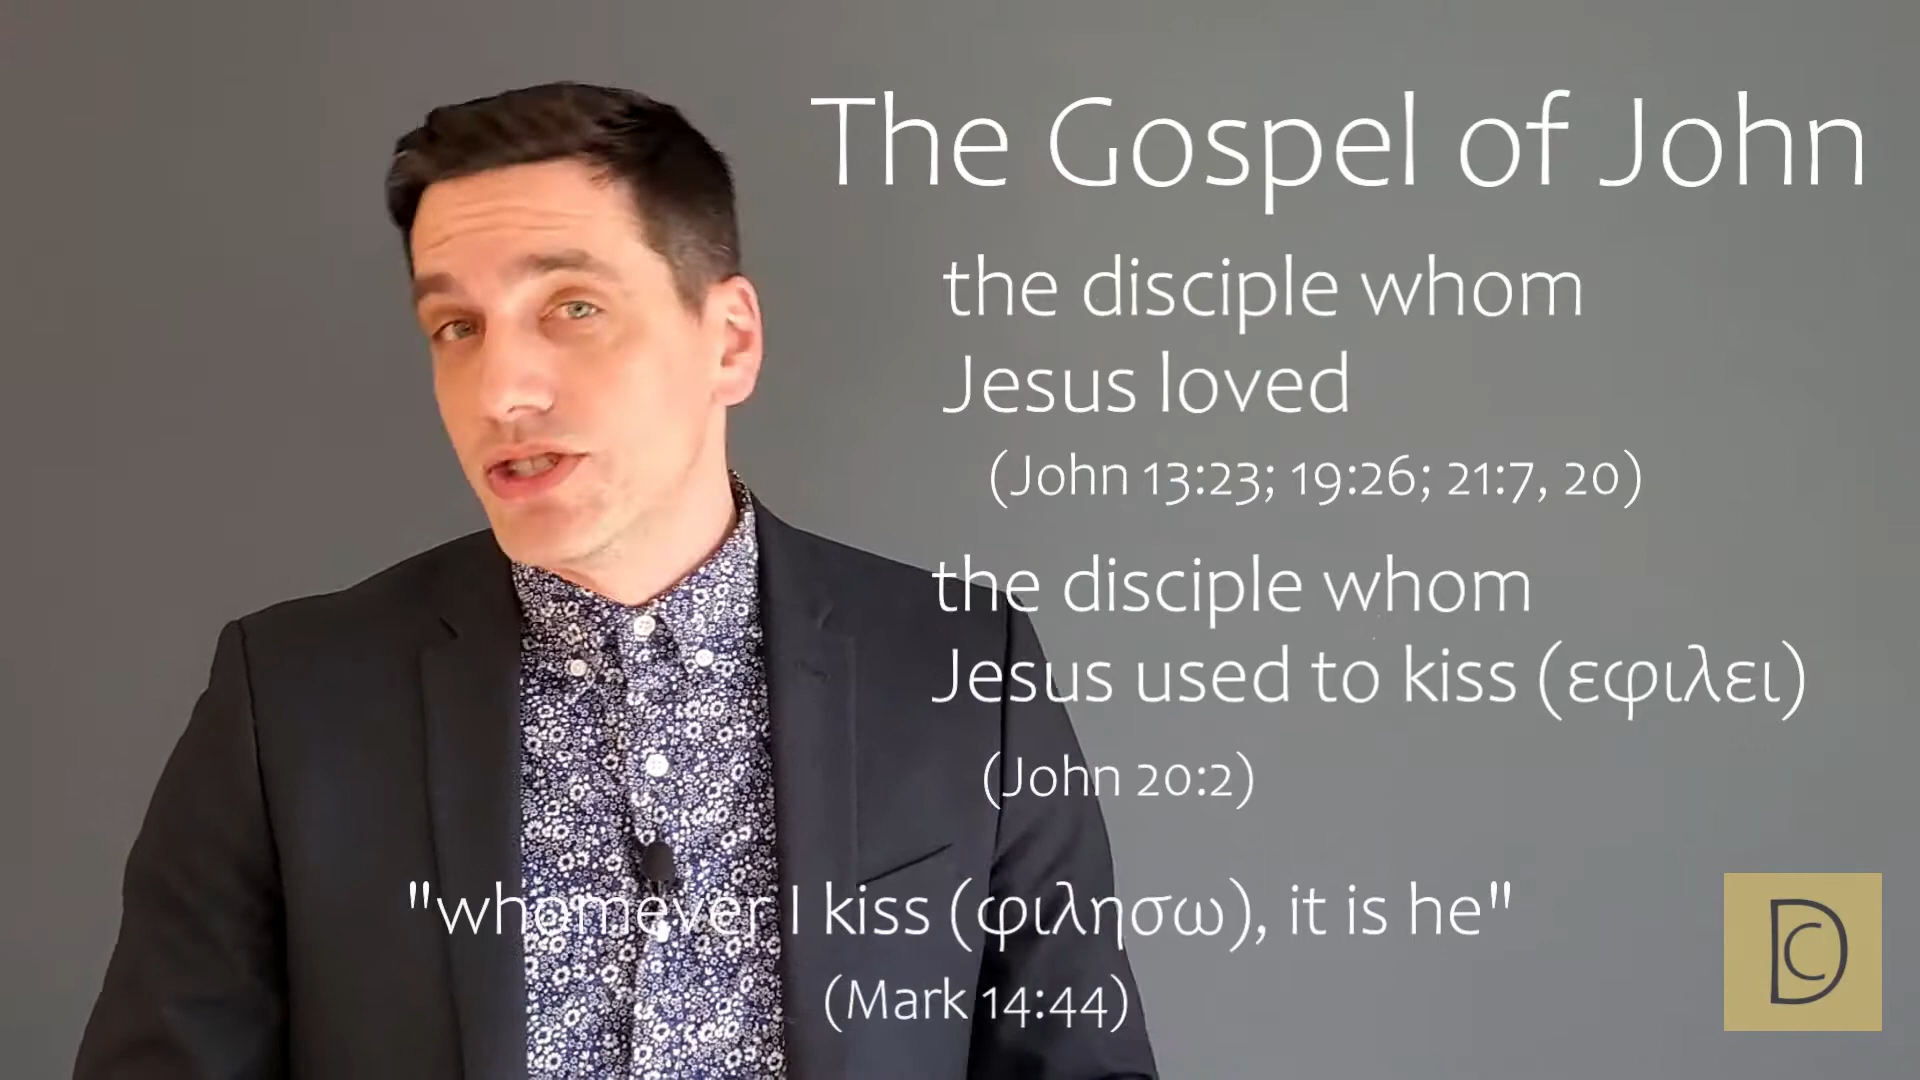 The Gospel of John
the disciple whom
Jesus loved
(John 13:23; 19:26; 21:7, 20)
the disciple whom
Jesus used to kiss (εφιλει)
(John 20:2)
"whomever I kiss (φιλησω), it is he"
(Mark 14:44)
DC